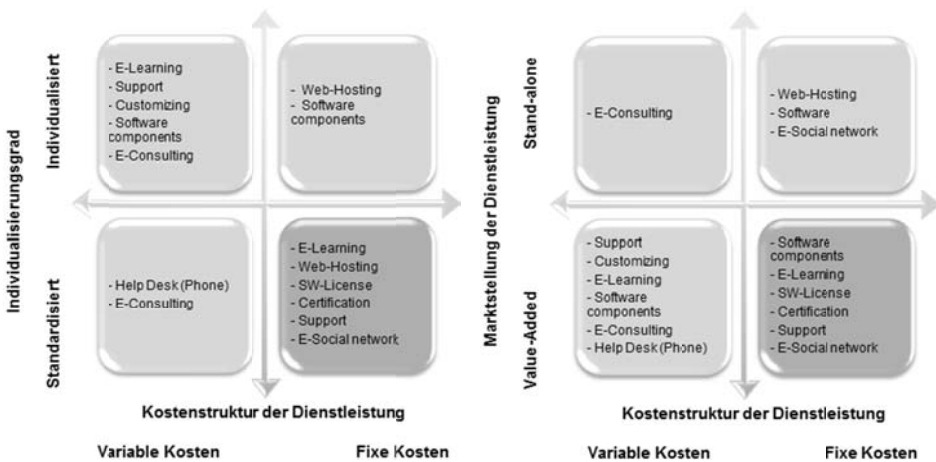 Individualisierungsgrad
Individualisiert
- E-Learning
- Support
- Customizing
- Software
components
- E-Consulting
- Web-Hosting
- Software
components
Standardisiert
- Help Desk (Phone)
- E-Consulting
- E-Learning
- Web-Hosting
- SW-License
- Certification
- Support
- E-Social network
Kostenstruktur der Dienstleistung
Variable Kosten
Fixe Kosten
Marktstellung der Dienstleistung
Stand-alone
- E-Consulting
- Web-Hosting
- Software
- E-Social network
Value-Added
- Support
- Customizing
- E-Learning
- Software
components
- E-Consulting
- Help Desk (Phone)
- Software
components
- E-Learning
- SW-License
- Certification
- Support
- E-Social network
Kostenstruktur der Dienstleistung
Variable Kosten
Fixe Kosten